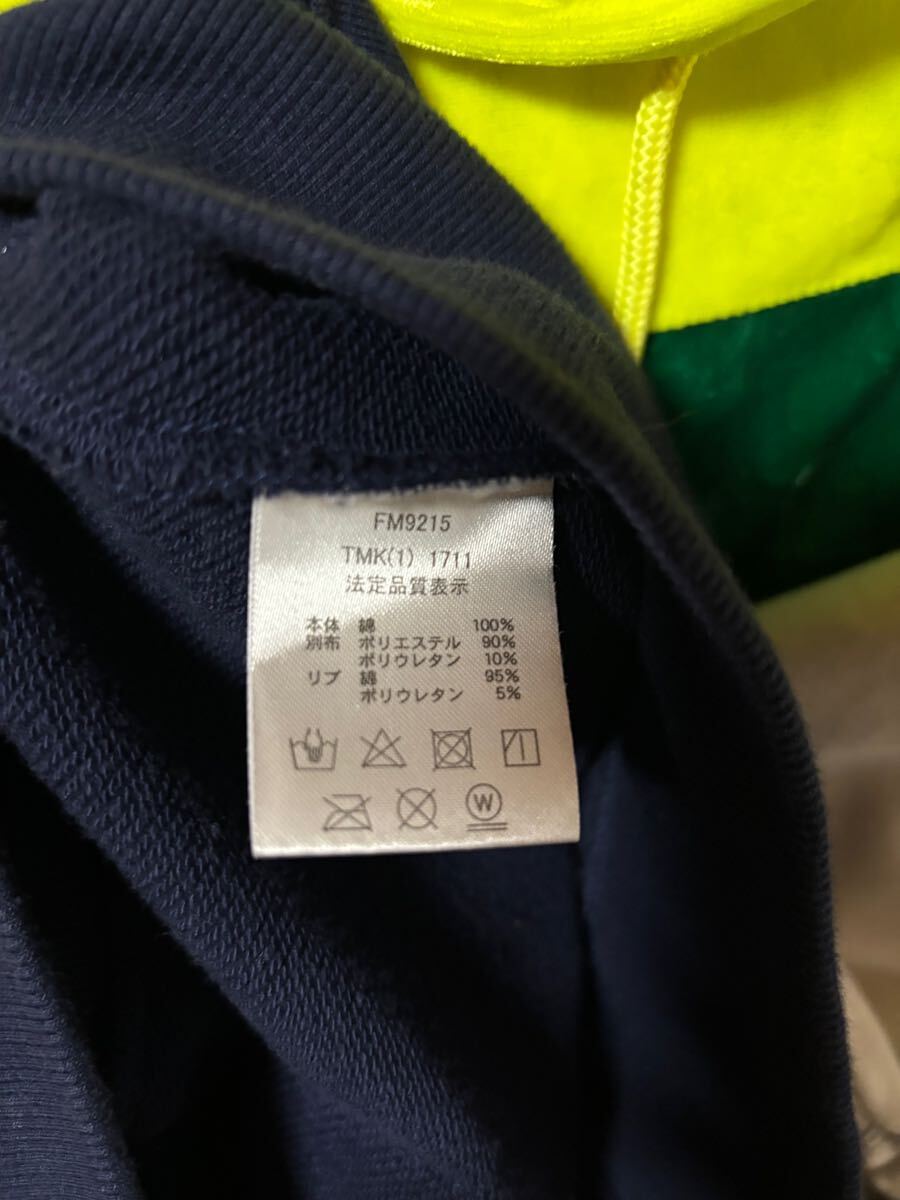 FM9215
TMK(1) 1711
法定品質表示
本体 綿 100%
別布 ポリエステル 90%
ポリウレタン 10%
リブ 綿 95%
ポリウレタン 5%
W